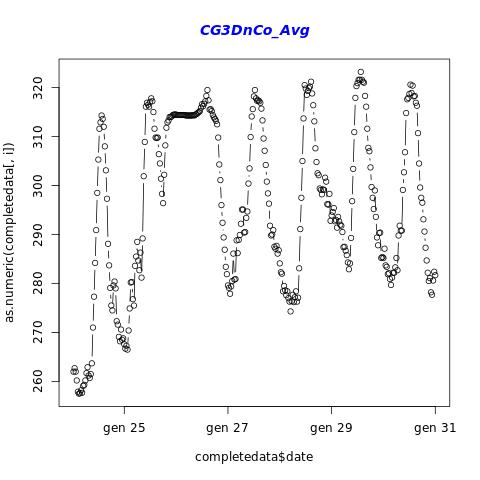 CG3DnCo_Avg
as.numeric(completedata[, i])
320
310
300
290
280
270
260
gen 25
gen 27
gen 29
gen 31
completedata$date